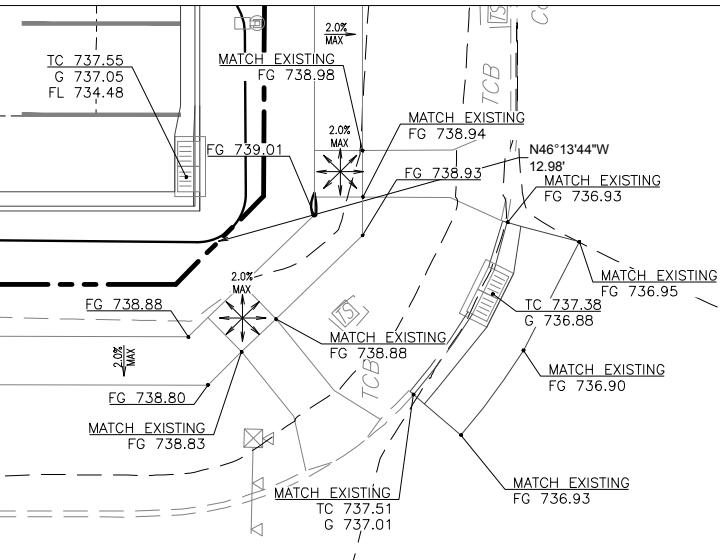 TS
Co
2.0%
MAX
TC 737.55
G 737.05
FL 734.48
MATCH EXISTING
FG 738.98
TCB
MATCH EXISTING
FG 738.94
2.0%
MAX
FG 739.01
N46°13'44"W
12.98'
FG 738.93
MATCH EXISTING
FG 736.93
MATCH EXISTING
FG 736.95
2.0%
MAX
FG 738.88
TS
TC 737.38
G 736.88
MATCH EXISTING
FG 738.88
2.0%
MAX
MATCH EXISTING
FG 736.90
TCB
FG 738.80
MATCH EXISTING
FG 738.83
MATCH EXISTING
FG 736.93
MATCH EXISTING
TC 737.51
G 737.01